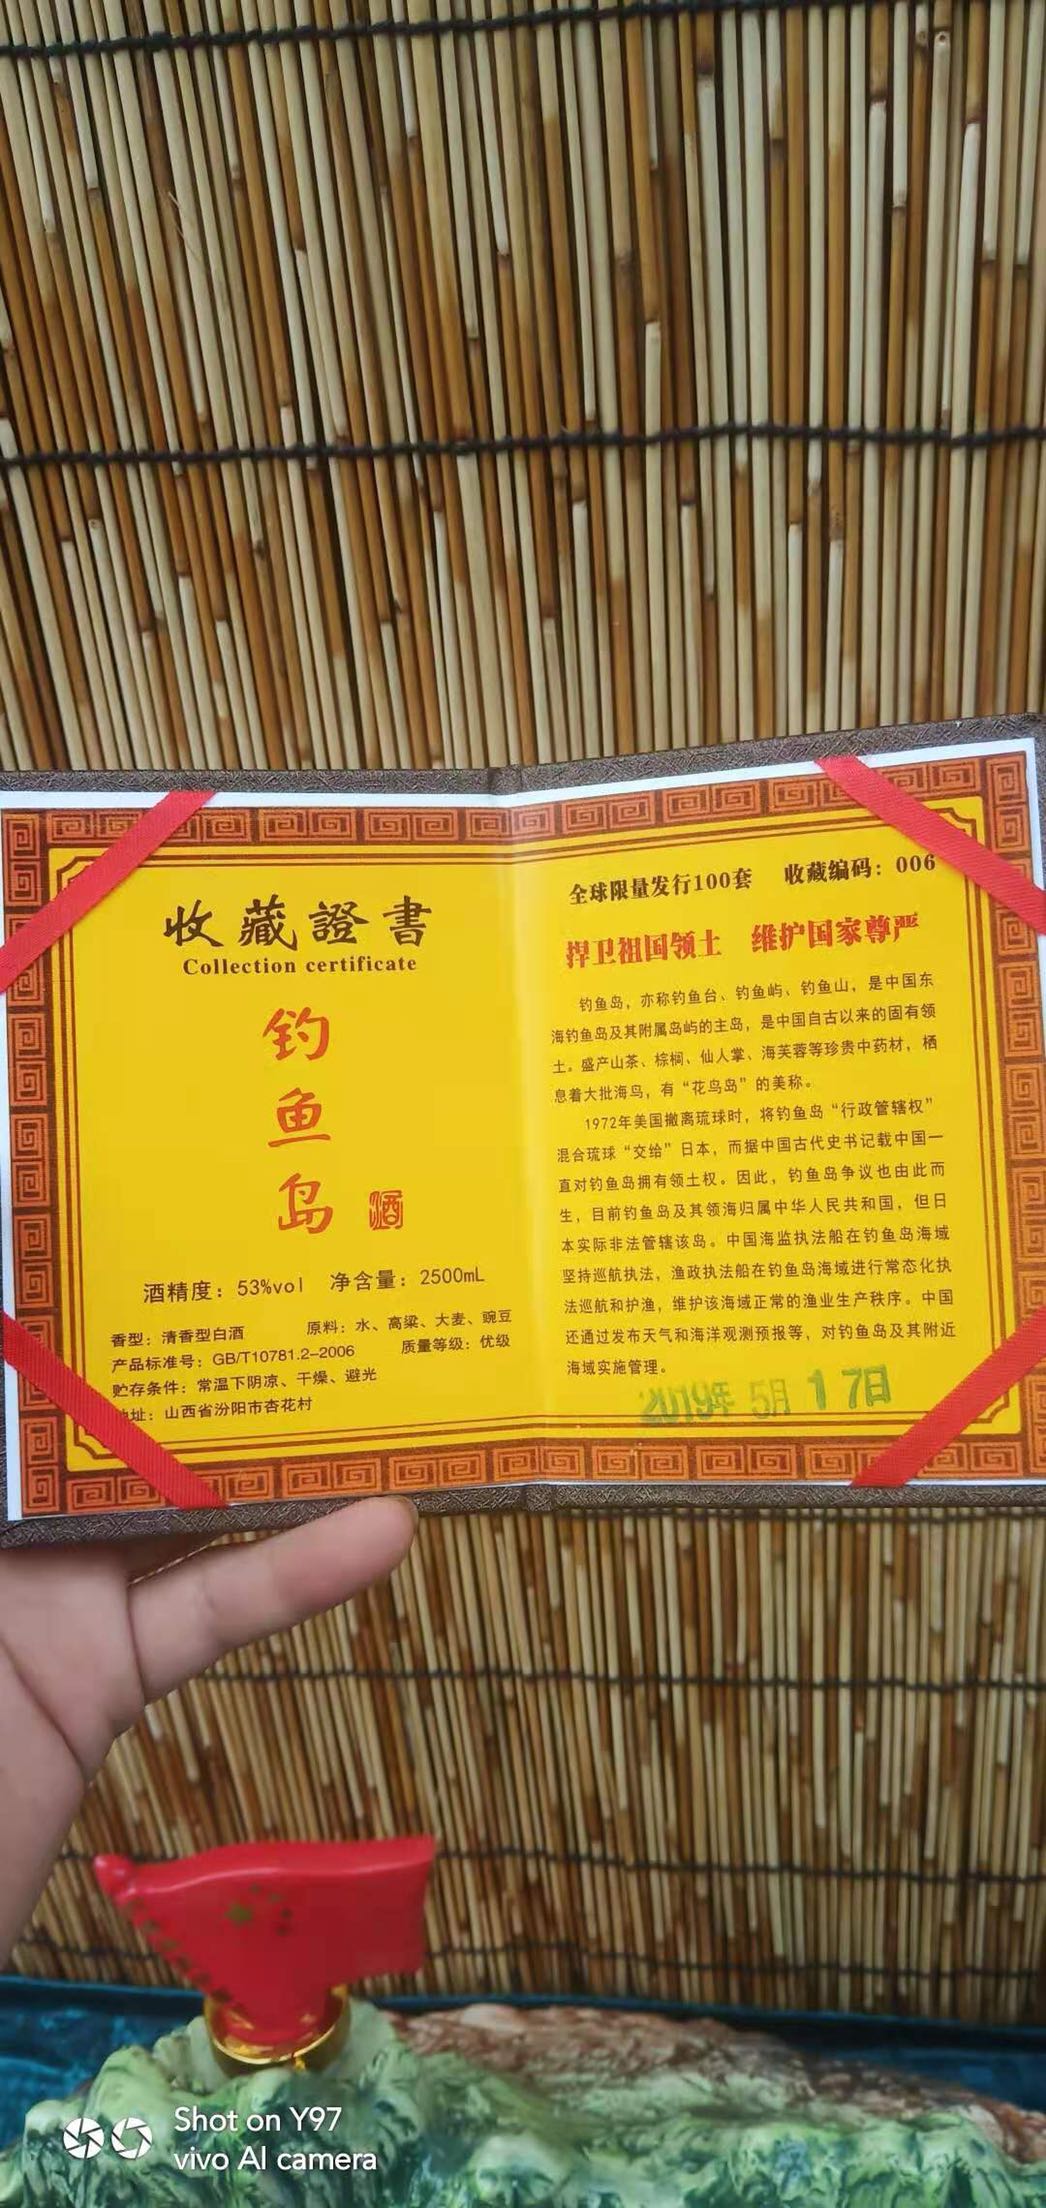 收藏證書
Collection certificate
钓
鱼
岛
酒
酒精度：53%vol 净含量：2500mL
香型：清香型白酒 原料：水、高粱、大麦、豌豆
产品标准号：GB/T10781.2-2006 质量等级：优级
贮存条件：常温下阴凉、干燥、避光
址：山西省汾阳市杏花村
全球限量发行100套 收藏编码：006
捍卫祖国领土 维护国家尊严
钓鱼岛，亦称钓鱼台、钓鱼屿、钓鱼山，是中国东
海钓鱼岛及其附属岛屿的主岛，是中国自古以来的固有领
土。盛产山茶、棕榈、仙人掌、海芙蓉等珍贵中药材，栖
息着大批海鸟，有“花鸟岛”的美称。
1972年美国撤离琉球时，将钓鱼岛“行政管辖权”
混合琉球“交给”日本，而据中国古代史书记载中国一
直对钓鱼岛拥有领土权。因此，钓鱼岛争议也由此而
生，目前钓鱼岛及其领海归属中华人民共和国，但日
本实际非法管辖该岛。中国海监执法船在钓鱼岛海域
坚持巡航执法，渔政执法船在钓鱼岛海域进行常态化执
法巡航和护渔，维护该海域正常的渔业生产秩序。中国
还通过发布天气和海洋观测预报等，对钓鱼岛及其附近
海域实施管理。
2019年 5月 17日
Shot on Y97
vivo AI camera